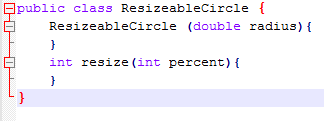 public class ResizeableCircle {
    ResizeableCircle (double radius){
    }
    int resize(int percent){
    }
}